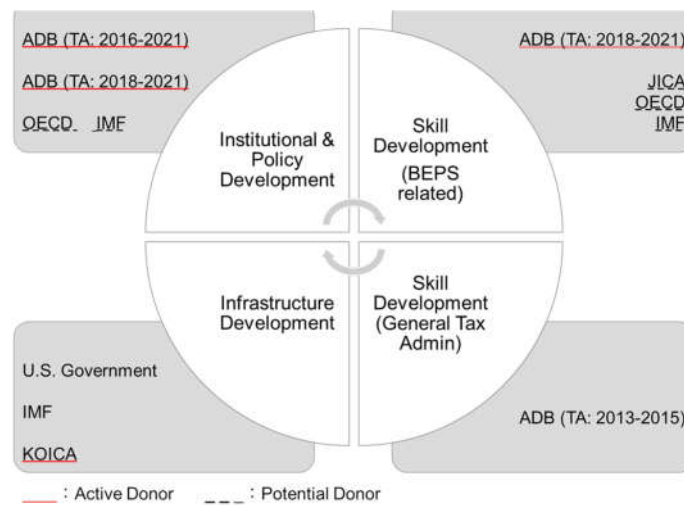 ADB (TA: 2016-2021)
ADB (TA: 2018-2021)
OECD IMF
ADB (TA: 2018-2021)
JICA
OECD
IMF
Institutional &
Policy
Development
Skill
Development
(BEPS
related)
Infrastructure
Development
Skill
Development
(General Tax
Admin)
U.S. Government
IMF
KOICA
ADB (TA: 2013-2015)
: Active Donor : Potential Donor